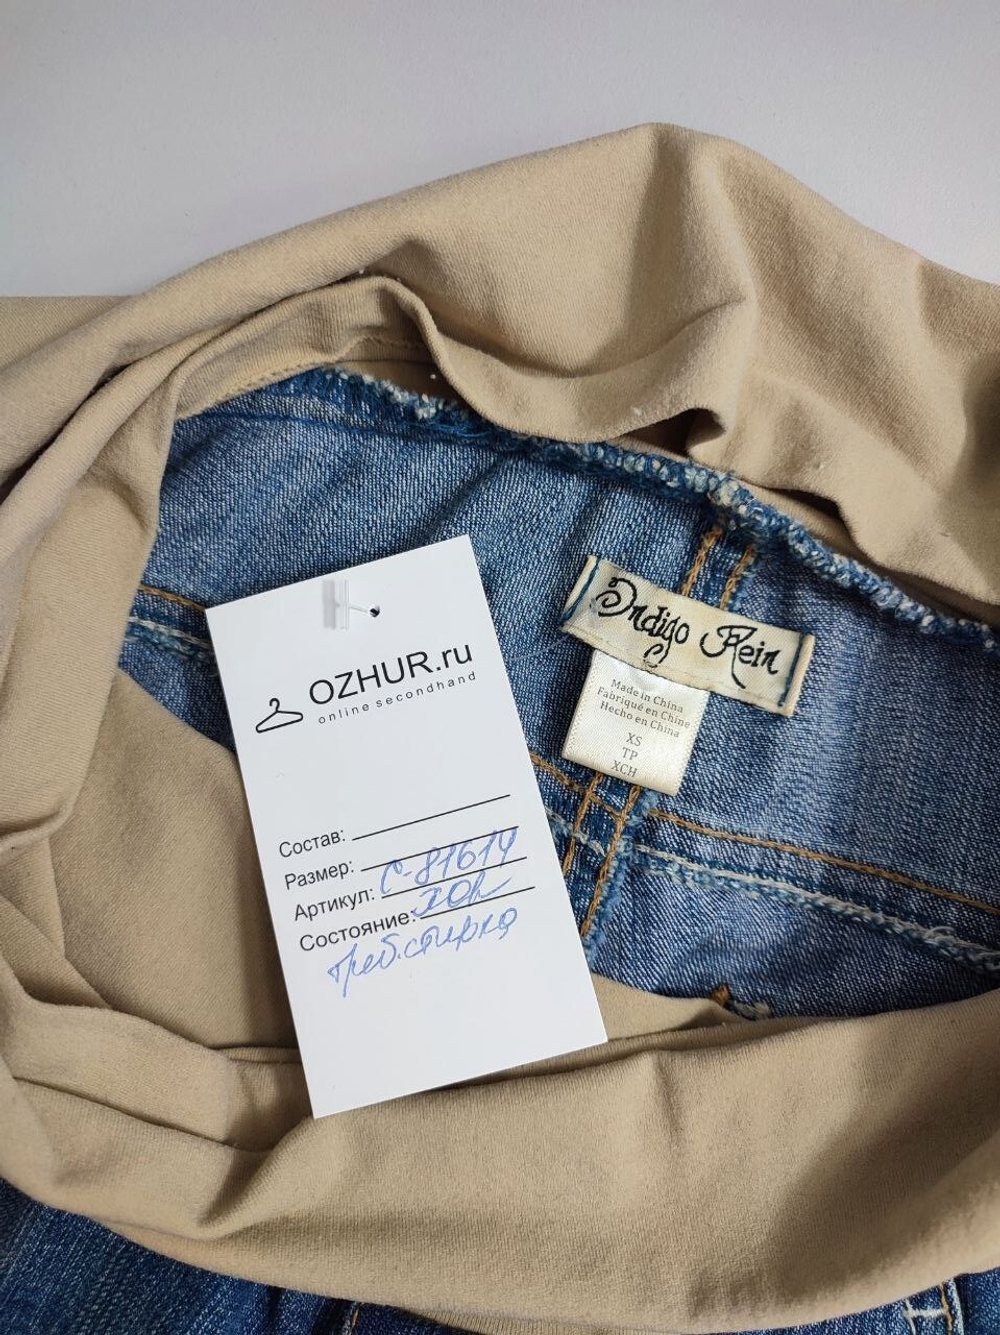 OZHUR.ru
online secondhand
Состав:
Размер:
Артикул: С-81614
Состояние: хор
треб. стирка
Indigo Rein
Made in China
Fabriqué en Chine
Hecho en China
XS
TP
XCH